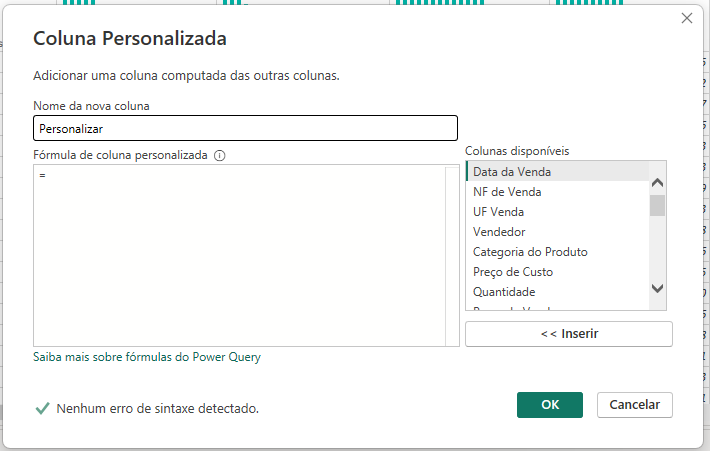 Coluna Personalizada
Adicionar uma coluna computada das outras colunas.
Nome da nova coluna
Personalizar
Fórmula de coluna personalizada
=
Colunas disponíveis
Data da Venda
NF de Venda
UF Venda
Vendedor
Categoria do Produto
Preço de Custo
Quantidade
<< Inserir
Saiba mais sobre fórmulas do Power Query
Nenhum erro de sintaxe detectado.
OK
Cancelar